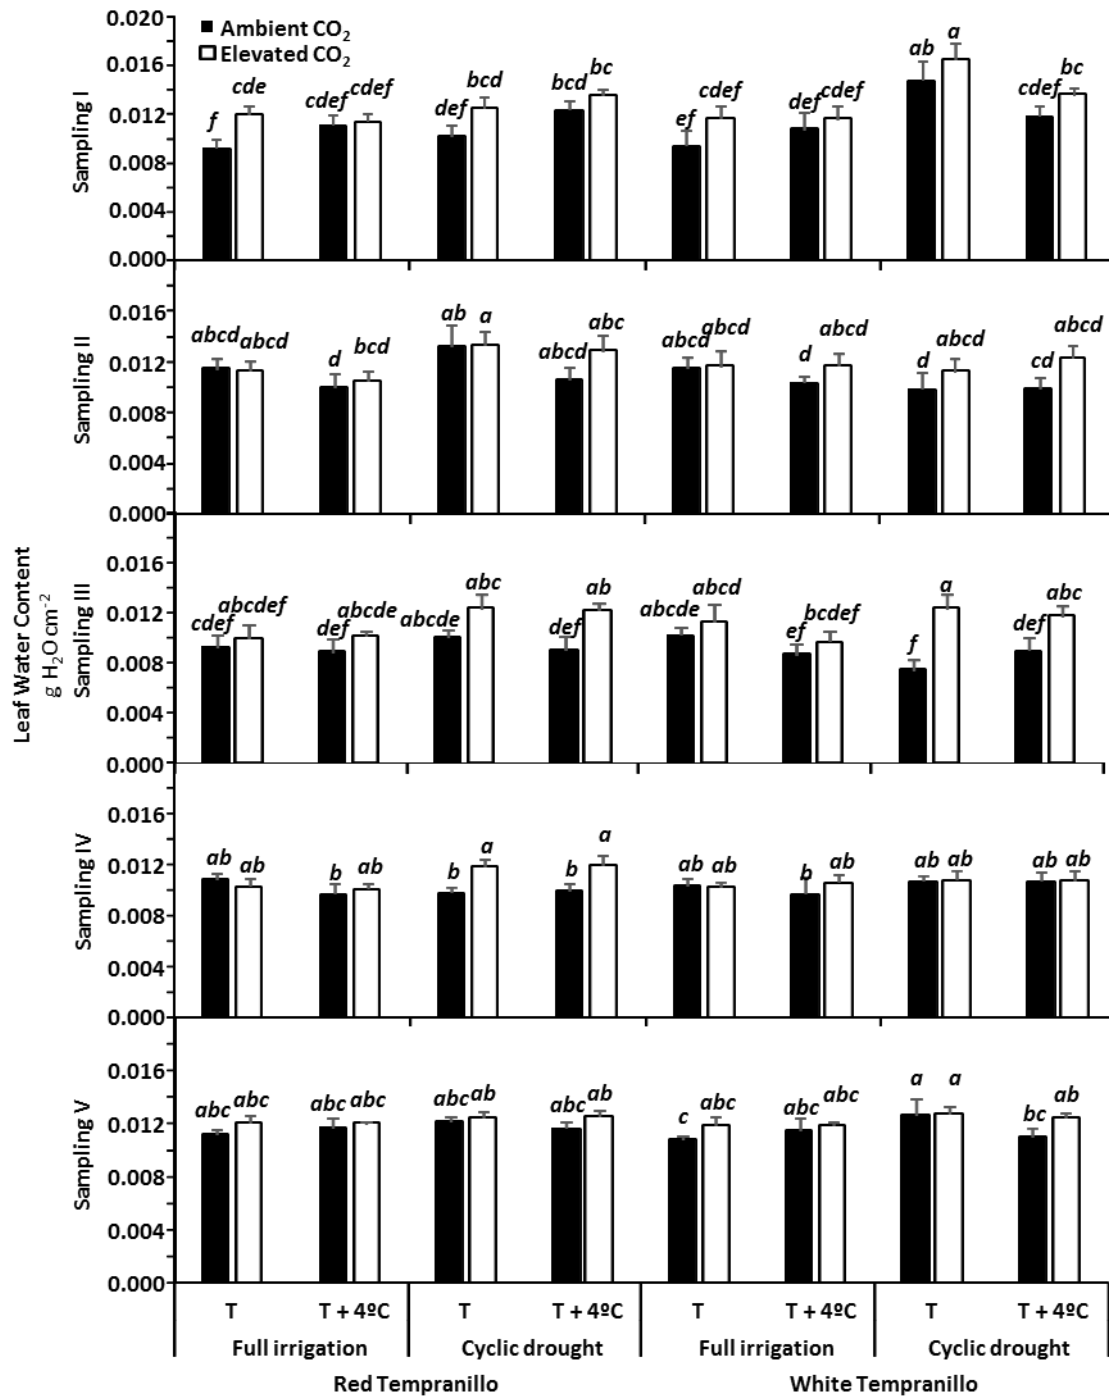 0.020
0.016
0.012
0.008
0.004
0.000
Sampling I
Ambient CO₂
Elevated CO₂
f cde cdef cdef def bcd bcd bc ef cdef def cdef ab a cdef bc
0.016
0.012
0.008
0.004
0.000
Sampling II
abcd abcd d bcd ab a abcd abc abcd abcd d abcd d abcd cd abcd
Leaf Water Content
g H₂O cm⁻²
0.016
0.012
0.008
0.004
0.000
Sampling III
cdef abcdef def abcde abcde abc def ab abcde abcd ef bcdef f a def abc
0.016
0.012
0.008
0.004
0.000
Sampling IV
ab ab b ab b a b a ab ab b ab ab ab ab ab
0.016
0.012
0.008
0.004
0.000
Sampling V
abc abc abc abc abc ab abc ab c abc abc abc a a bc ab
T T + 4ºC T T + 4ºC T T + 4ºC T T + 4ºC
Full irrigation Cyclic drought Full irrigation Cyclic drought
Red Tempranillo White Tempranillo